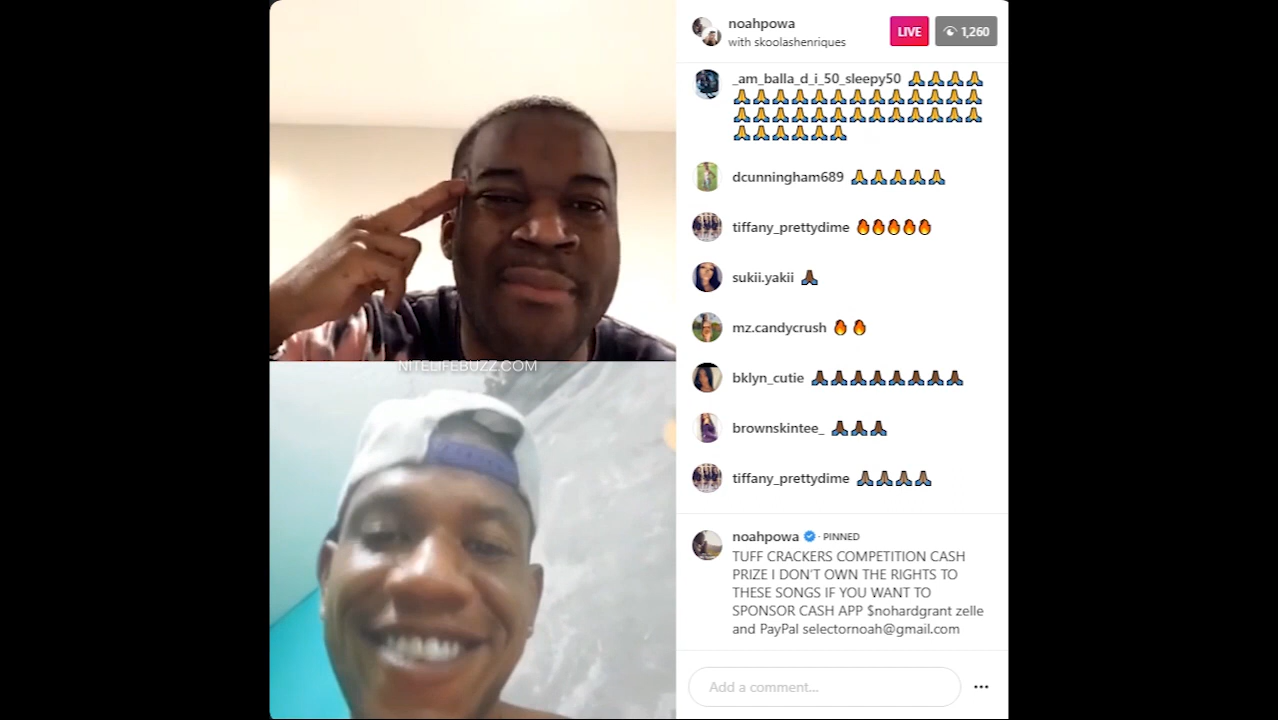 noahpowa
with skoolashenriques
LIVE
1,260
_am_balla_d_i_50_sleepy50 🙏🙏🙏🙏
🙏🙏🙏🙏🙏🙏🙏🙏🙏🙏🙏🙏🙏
🙏🙏🙏🙏🙏🙏🙏🙏🙏🙏🙏🙏🙏
🙏🙏🙏🙏🙏🙏
dcunningham689 🙏🙏🙏🙏🙏
tiffany_prettydime 🔥🔥🔥🔥🔥
sukii.yakii 🙏🏾
mz.candycrush 🔥🔥
bklyn_cutie 🙏🏾🙏🏾🙏🏾🙏🏾🙏🏾🙏🏾🙏🏾🙏🏾
brownskintee_ 🙏🏾🙏🏾🙏🏾
tiffany_prettydime 🙏🏽🙏🏽🙏🏽🙏🏽
noahpowa · PINNED
TUFF CRACKERS COMPETITION CASH
PRIZE I DON'T OWN THE RIGHTS TO
THESE SONGS IF YOU WANT TO
SPONSOR CASH APP $nohardgrant zelle
and PayPal selectornoah@gmail.com
Add a comment...
NITELIFEBUZZ.COM